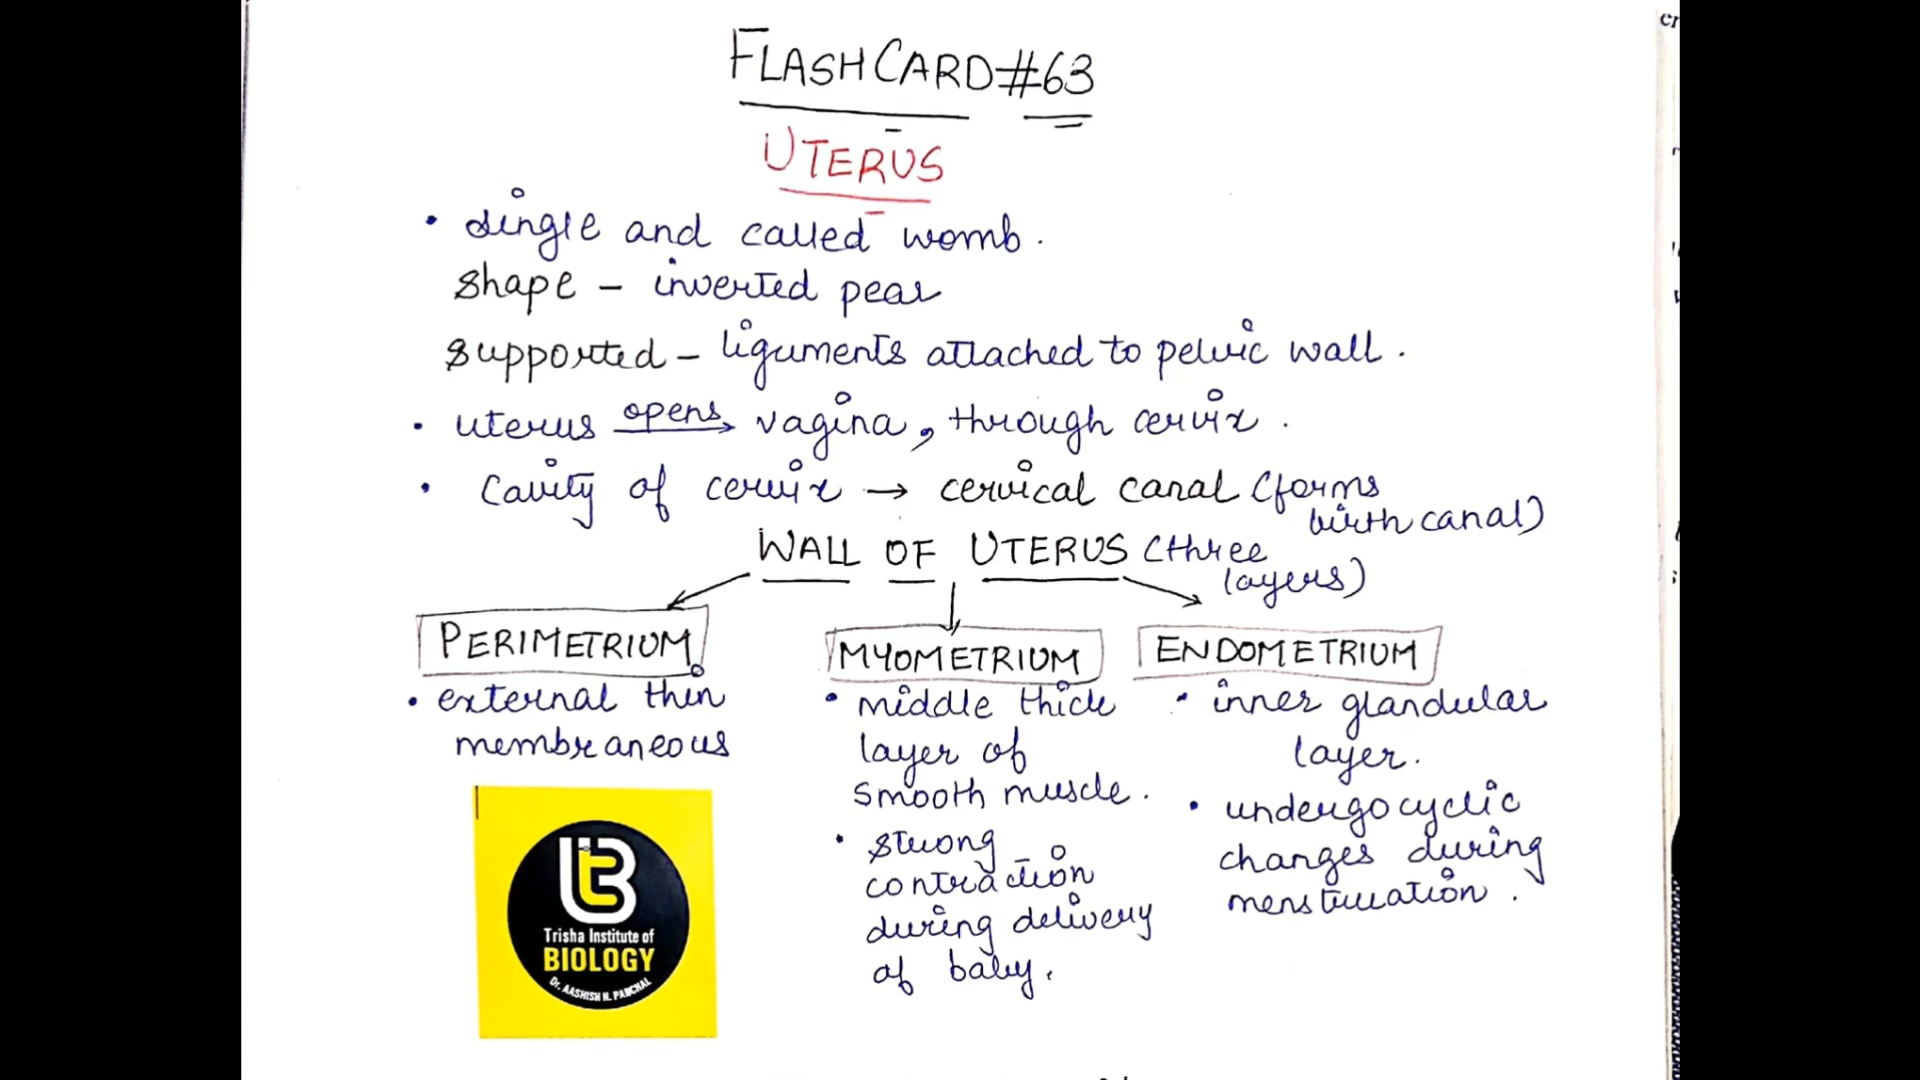 FLASH CARD #63
UTERUS
• single and called womb.
shape – inverted pear
supported – liguments attached to pelvic wall.
• uterus opens → vagina, through cervix.
• Cavity of cervix → cervical canal (forms
birth canal)
WALL OF UTERUS (three
layers)
PERIMETRIUM
• external thin
membraneous
MYOMETRIUM
• middle thick
layer of
smooth muscle.
• strong
contraction
during delivery
of baby.
ENDOMETRIUM
• inner glandular
layer.
• undergo cyclic
changes during
menstruation.
Trisha Institute of
BIOLOGY
Dr. AASHISH N. PANCHAL